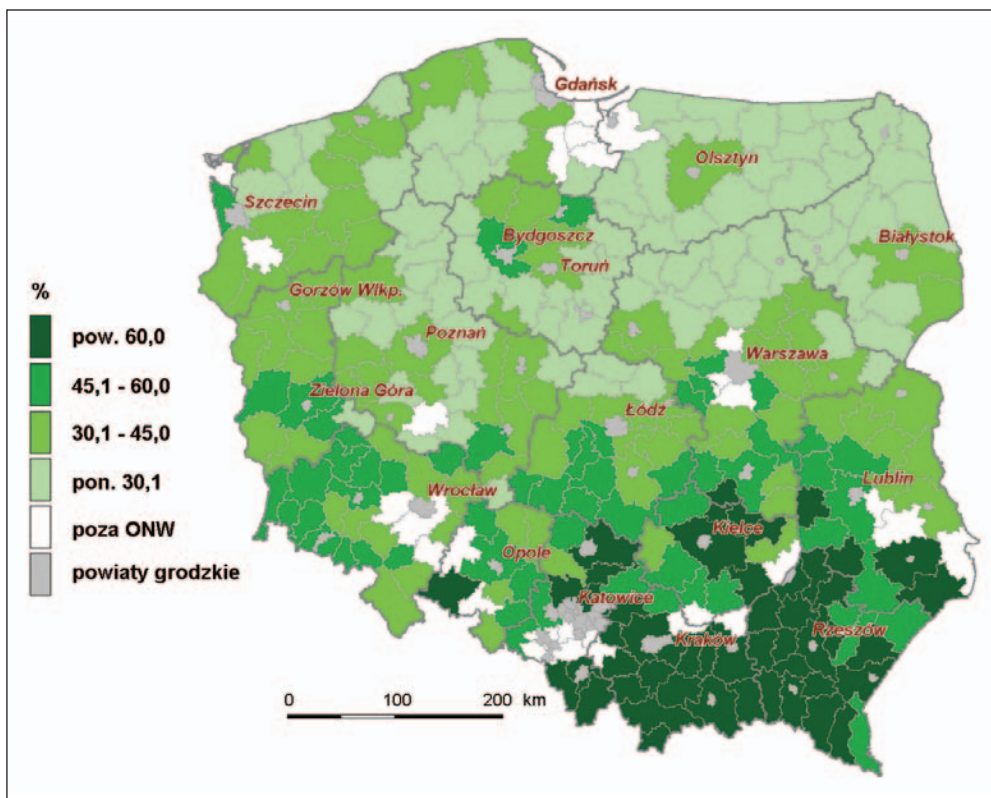 Gdańsk
Olsztyn
Szczecin
Bydgoszcz
Białystok
Toruń
Gorzów Wlkp.
Poznań
Warszawa
Zielona Góra
Łódź
Lublin
Wrocław
Kielce
Opole
Katowice
Rzeszów
Kraków
%
pow. 60,0
45,1 - 60,0
30,1 - 45,0
pon. 30,1
poza ONW
powiaty grodzkie
0 100 200 km